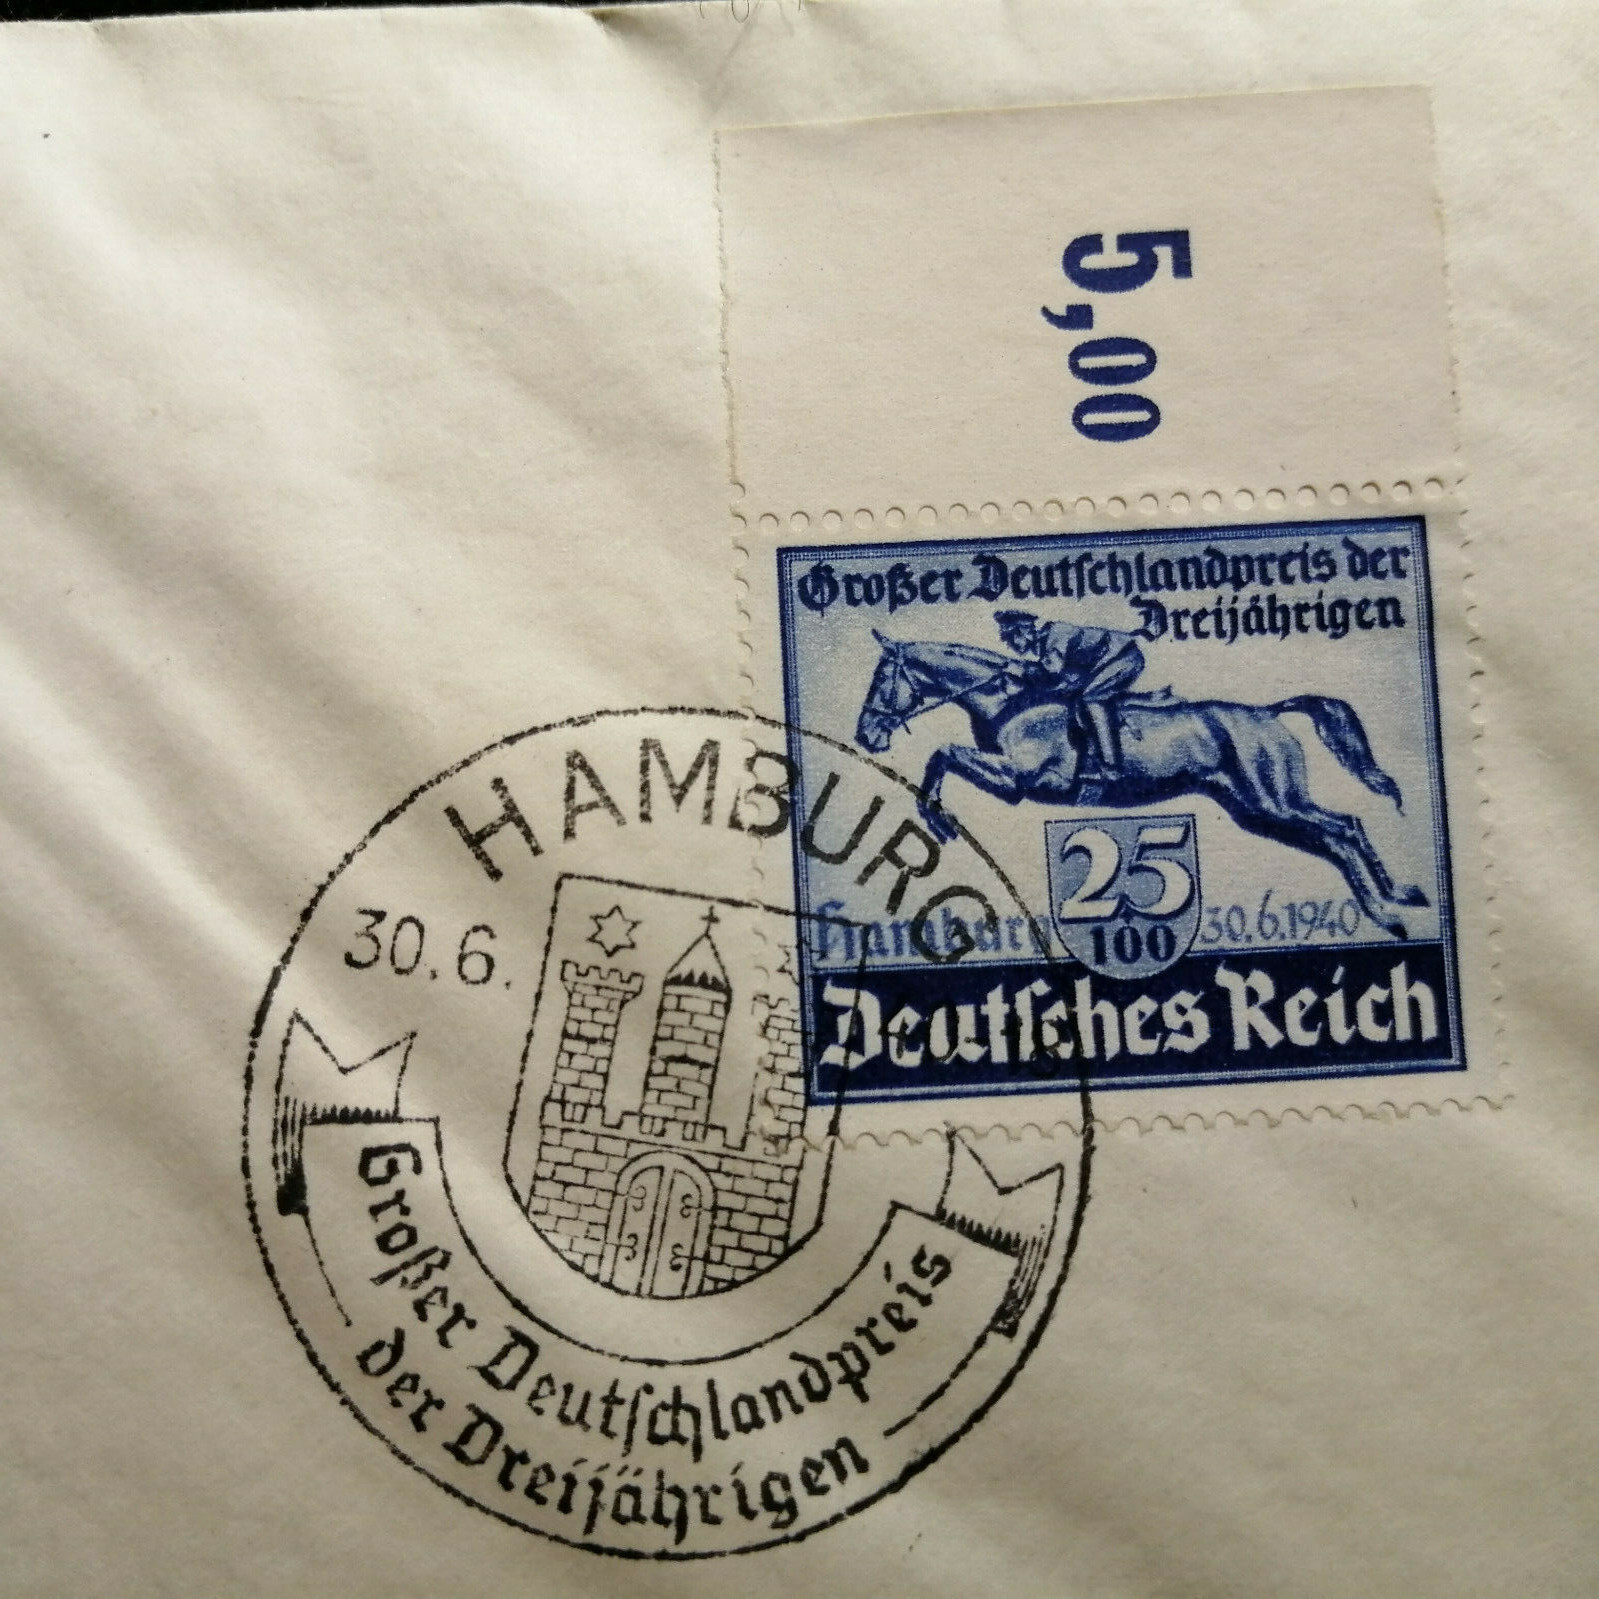 5,00
Großer Deutschlandpreis der
Dreijährigen
25
100
Hamburg 30.6.1940
Deutsches Reich
HAMBURG
30.6.
Großer Deutschlandpreis
der Dreijährigen